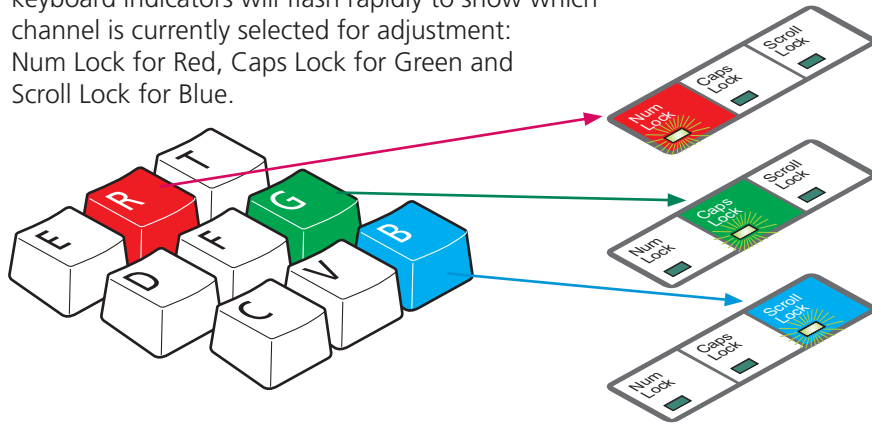 keyboard indicators will flash rapidly to show which
channel is currently selected for adjustment:
Num Lock for Red, Caps Lock for Green and
Scroll Lock for Blue.
T
R
E
G
F
D
B
V
C
Num
Lock
Caps
Lock
Scroll
Lock
Num
Lock
Caps
Lock
Scroll
Lock
Num
Lock
Caps
Lock
Scroll
Lock